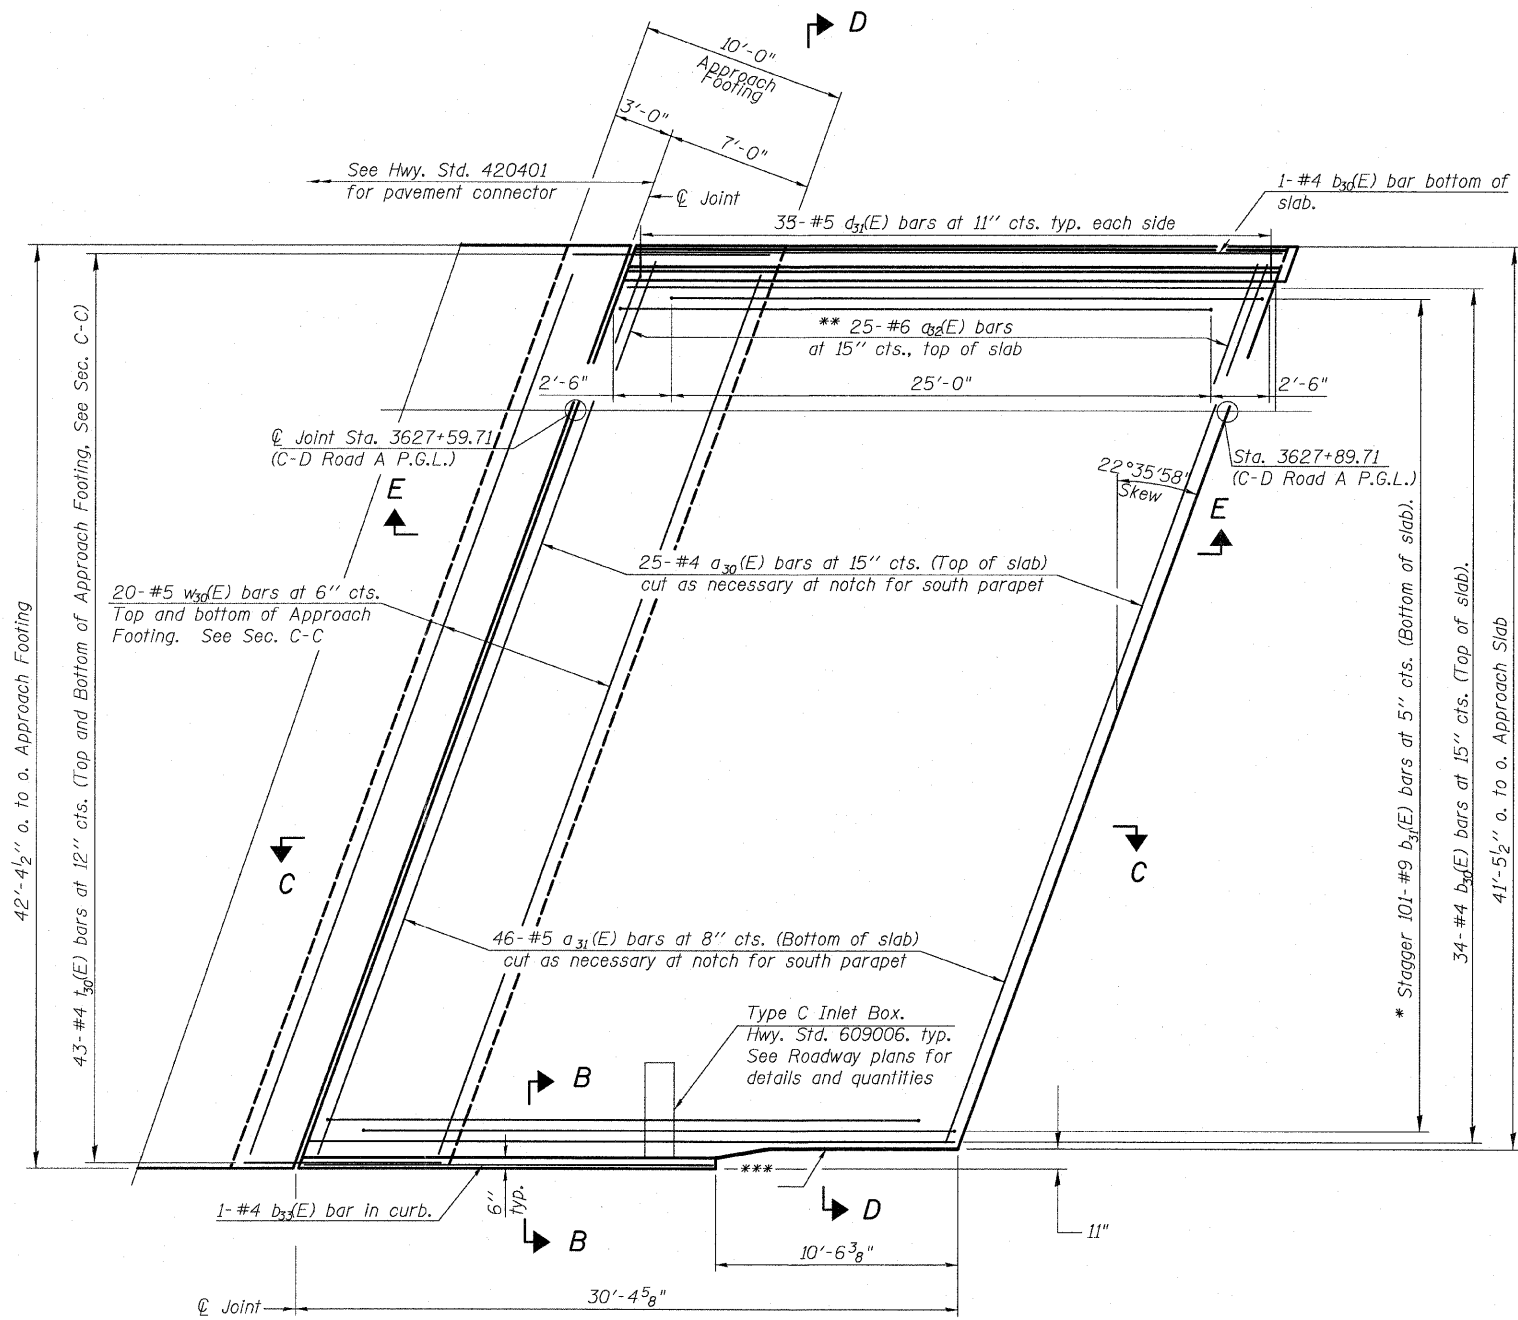 D
10'-0"
Approach
Footing
3'-0"
7'-0"
See Hwy. Std. 420401
for pavement connector
℄ Joint
1-#4 b30(E) bar bottom of
slab.
33-#5 d31(E) bars at 11" cts. typ. each side
** 25-#6 a32(E) bars
at 15" cts., top of slab
2'-6"
25'-0"
2'-6"
℄ Joint Sta. 3627+59.71
(C-D Road A P.G.L.)
Sta. 3627+89.71
(C-D Road A P.G.L.)
22°35'58"
Skew
E
E
25-#4 a30(E) bars at 15" cts. (Top of slab)
cut as necessary at notch for south parapet
20-#5 w30(E) bars at 6" cts.
Top and bottom of Approach
Footing. See Sec. C-C
42'-4½" o. to o. Approach Footing
43-#4 t30(E) bars at 12" cts. (Top and Bottom of Approach Footing, See Sec. C-C)
* Stagger 101-#9 b31(E) bars at 5" cts. (Bottom of slab).
34-#4 b30(E) bars at 15" cts. (Top of slab).
41'-5½" o. to o. Approach Slab
C
C
46-#5 a31(E) bars at 8" cts. (Bottom of slab)
cut as necessary at notch for south parapet
Type C Inlet Box.
Hwy. Std. 609006. typ.
See Roadway plans for
details and quantities
B
***
1-#4 b33(E) bar in curb.
6"
typ.
D
B
11"
10'-6⅜"
30'-4⅝"
℄ Joint